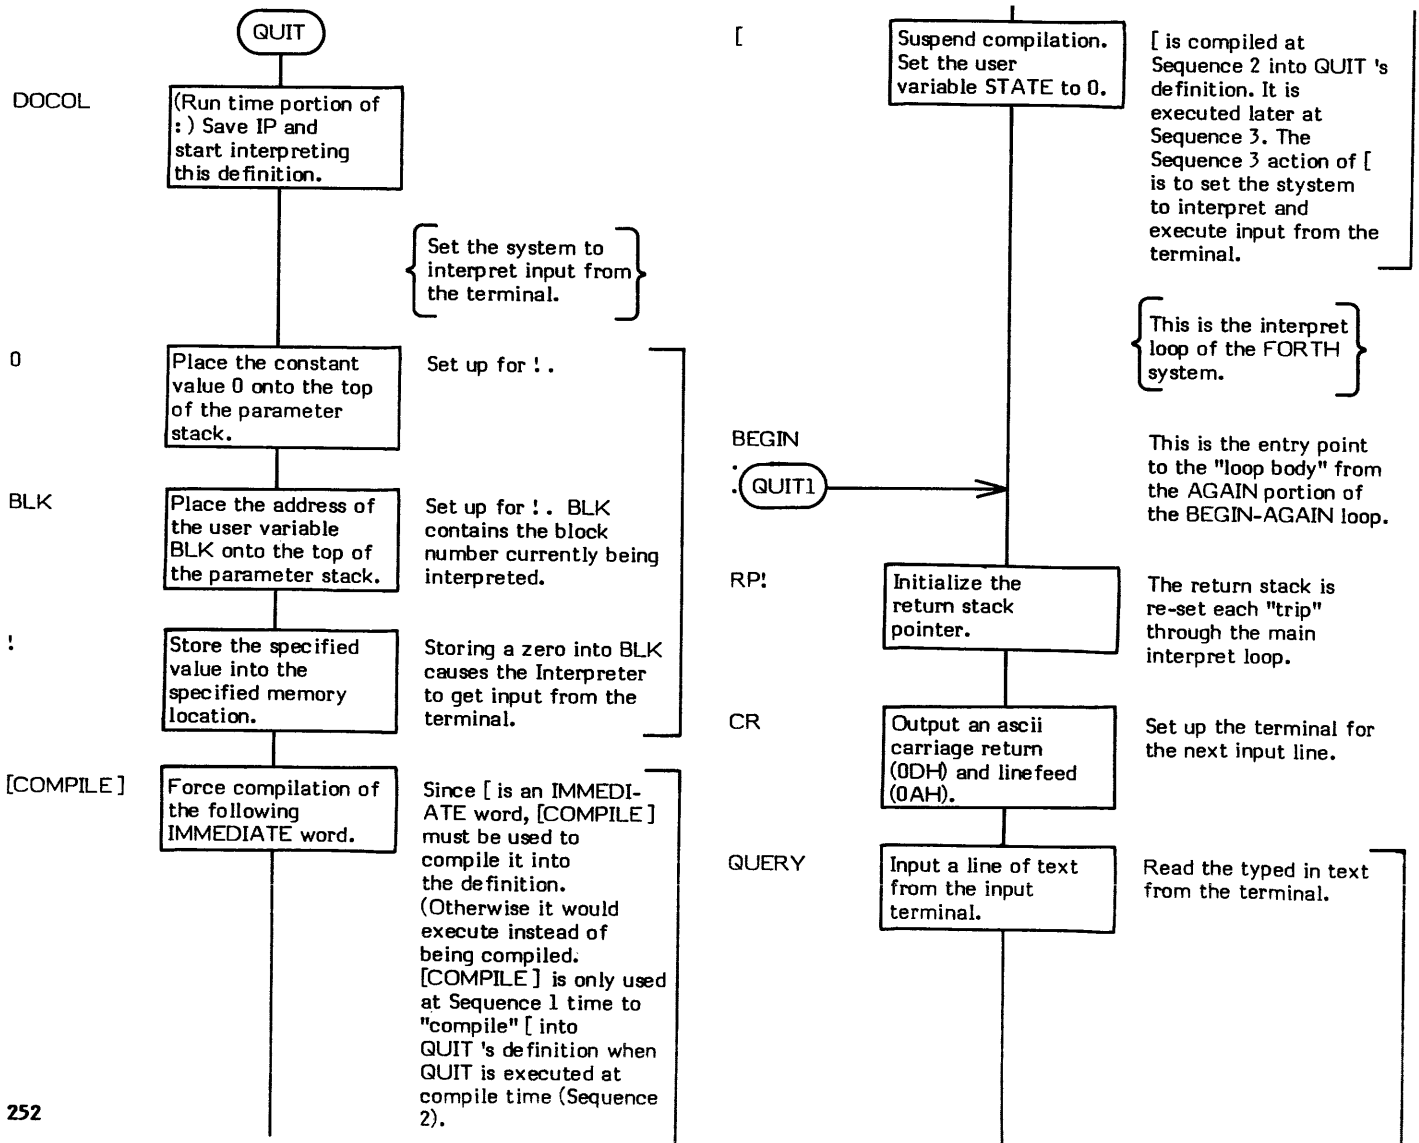 QUIT
DOCOL
(Run time portion of
: ) Save IP and
start interpreting
this definition.
Set the system to
interpret input from
the terminal.
0
Place the constant
value 0 onto the top
of the parameter
stack.
Set up for ! .
BLK
Place the address of
the user variable
BLK onto the top of
the parameter stack.
Set up for ! . BLK
contains the block
number currently being
interpreted.
!
Store the specified
value into the
specified memory
location.
Storing a zero into BLK
causes the Interpreter
to get input from the
terminal.
[COMPILE]
Force compilation of
the following
IMMEDIATE word.
Since [ is an IMMEDI-
ATE word, [COMPILE]
must be used to
compile it into
the definition.
(Otherwise it would
execute instead of
being compiled.
[COMPILE] is only used
at Sequence 1 time to
"compile" [ into
QUIT 's definition when
QUIT is executed at
compile time (Sequence
2).
252
[
Suspend compilation.
Set the user
variable STATE to 0.
[ is compiled at
Sequence 2 into QUIT 's
definition. It is
executed later at
Sequence 3. The
Sequence 3 action of [
is to set the stystem
to interpret and
execute input from the
terminal.
This is the interpret
loop of the FORTH
system.
BEGIN
: QUIT1
This is the entry point
to the "loop body" from
the AGAIN portion of
the BEGIN-AGAIN loop.
RP!
Initialize the
return stack
pointer.
The return stack is
re-set each "trip"
through the main
interpret loop.
CR
Output an ascii
carriage return
(0DH) and linefeed
(0AH).
Set up the terminal for
the next input line.
QUERY
Input a line of text
from the input
terminal.
Read the typed in text
from the terminal.